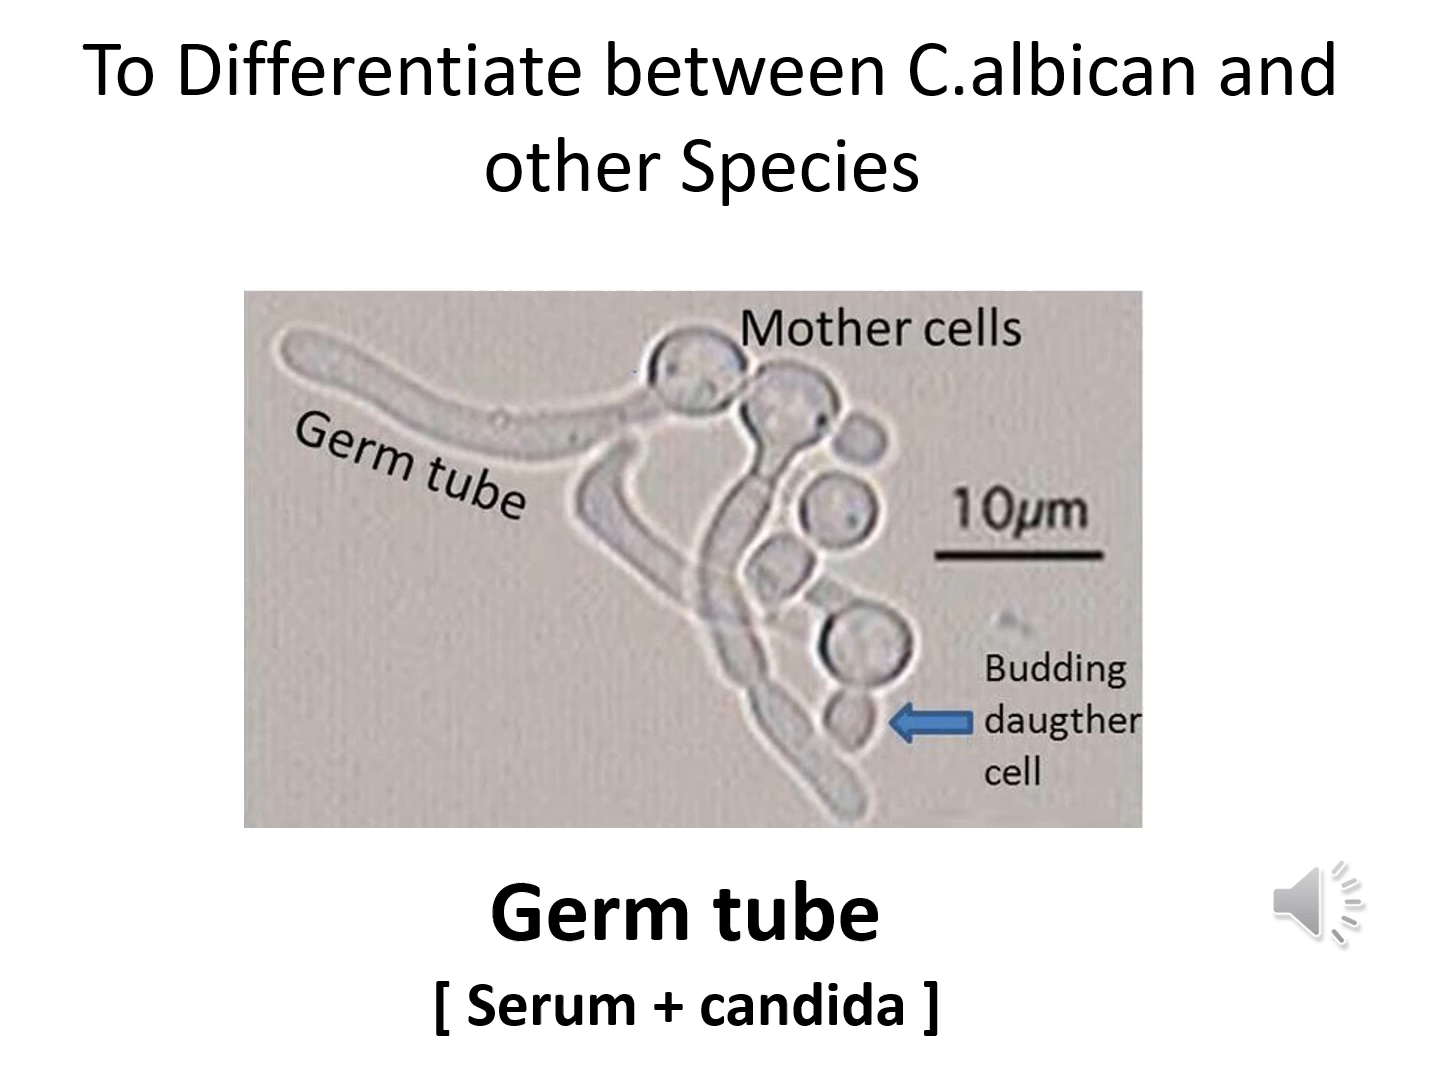 To Differentiate between C.albican and
other Species
Mother cells
Germ tube
10µm
Budding
daugther
cell
Germ tube
[ Serum + candida ]